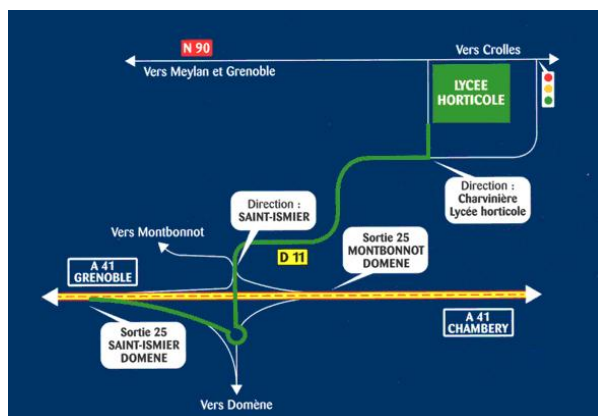 N 90
Vers Crolles
Vers Meylan et Grenoble
LYCEE
HORTICOLE
Direction :
SAINT-ISMIER
Direction :
Charvinière
Lycée horticole
Vers Montbonnot
Sortie 25
MONTBONNOT
DOMENE
D 11
A 41
GRENOBLE
A 41
CHAMBERY
Sortie 25
SAINT-ISMIER
DOMENE
Vers Domène